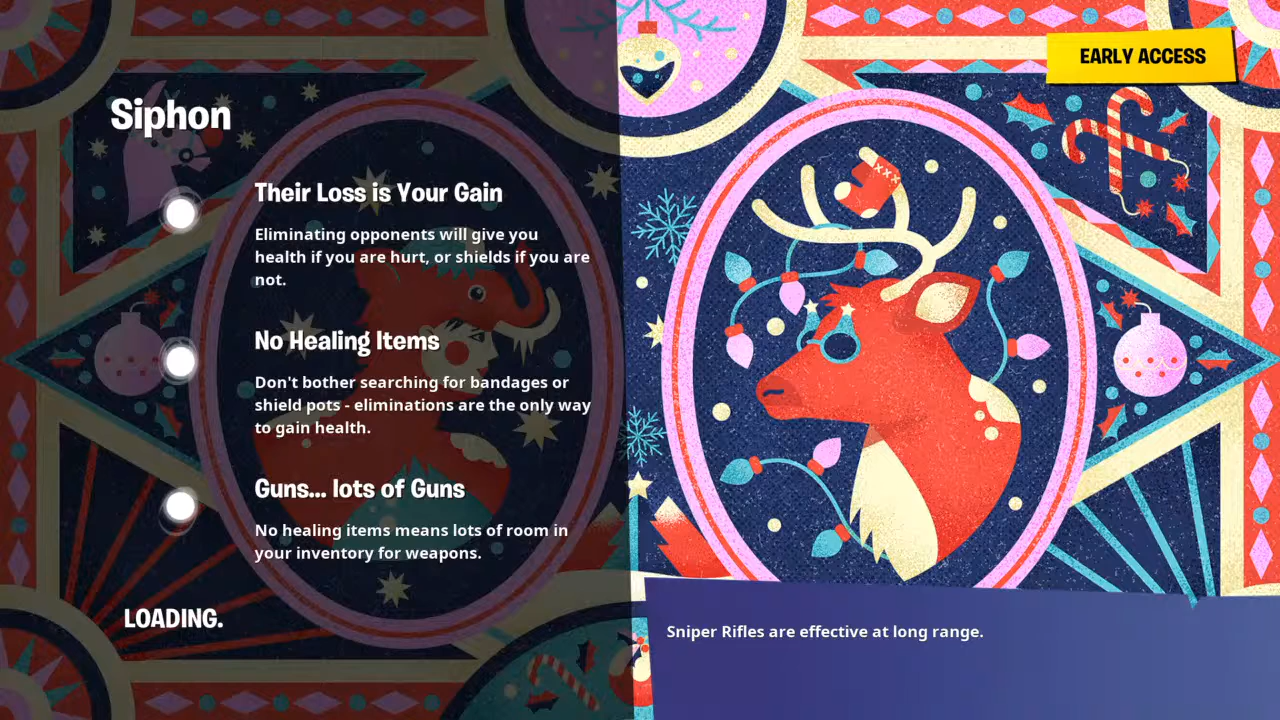 EARLY ACCESS
Siphon
Their Loss is Your Gain
Eliminating opponents will give you
health if you are hurt, or shields if you are
not.
No Healing Items
Don't bother searching for bandages or
shield pots - eliminations are the only way
to gain health.
Guns... lots of Guns
No healing items means lots of room in
your inventory for weapons.
LOADING.
Sniper Rifles are effective at long range.